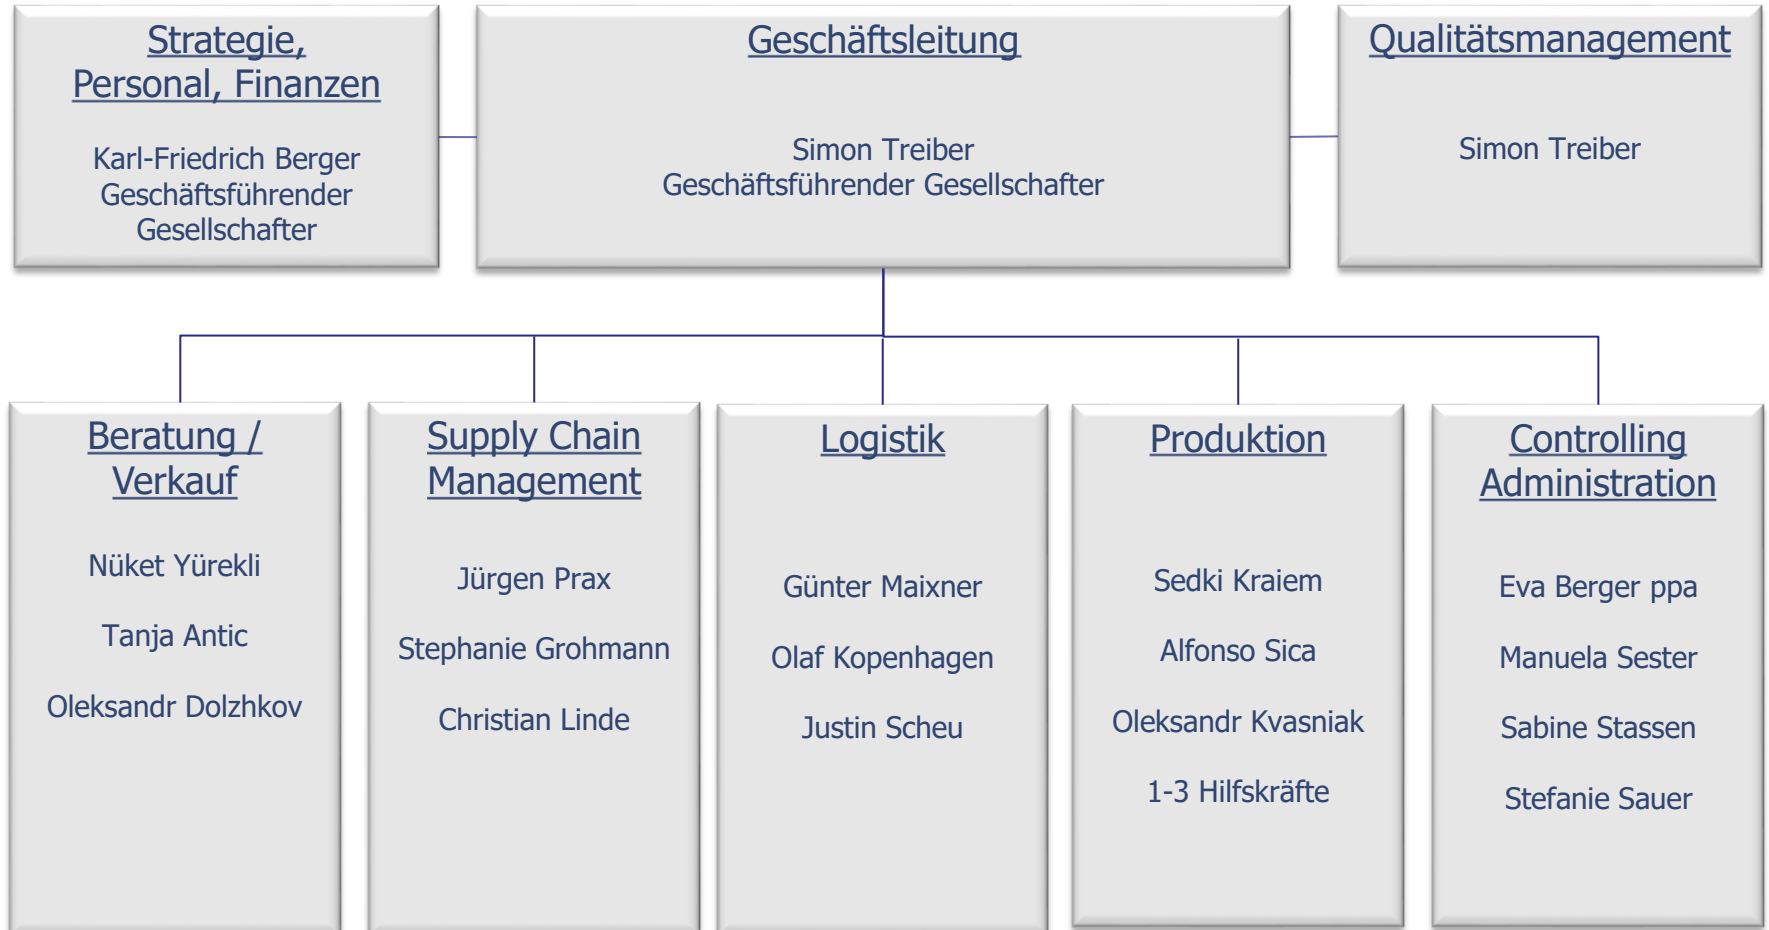 Strategie,
Personal, Finanzen
Karl-Friedrich Berger
Geschäftsführender
Gesellschafter
Geschäftsleitung
Simon Treiber
Geschäftsführender Gesellschafter
Qualitätsmanagement
Simon Treiber
Beratung /
Verkauf
Nüket Yürekli
Tanja Antic
Oleksandr Dolzhkov
Supply Chain
Management
Jürgen Prax
Stephanie Grohmann
Christian Linde
Logistik
Günter Maixner
Olaf Kopenhagen
Justin Scheu
Produktion
Sedki Kraiem
Alfonso Sica
Oleksandr Kvasniak
1-3 Hilfskräfte
Controlling
Administration
Eva Berger ppa
Manuela Sester
Sabine Stassen
Stefanie Sauer